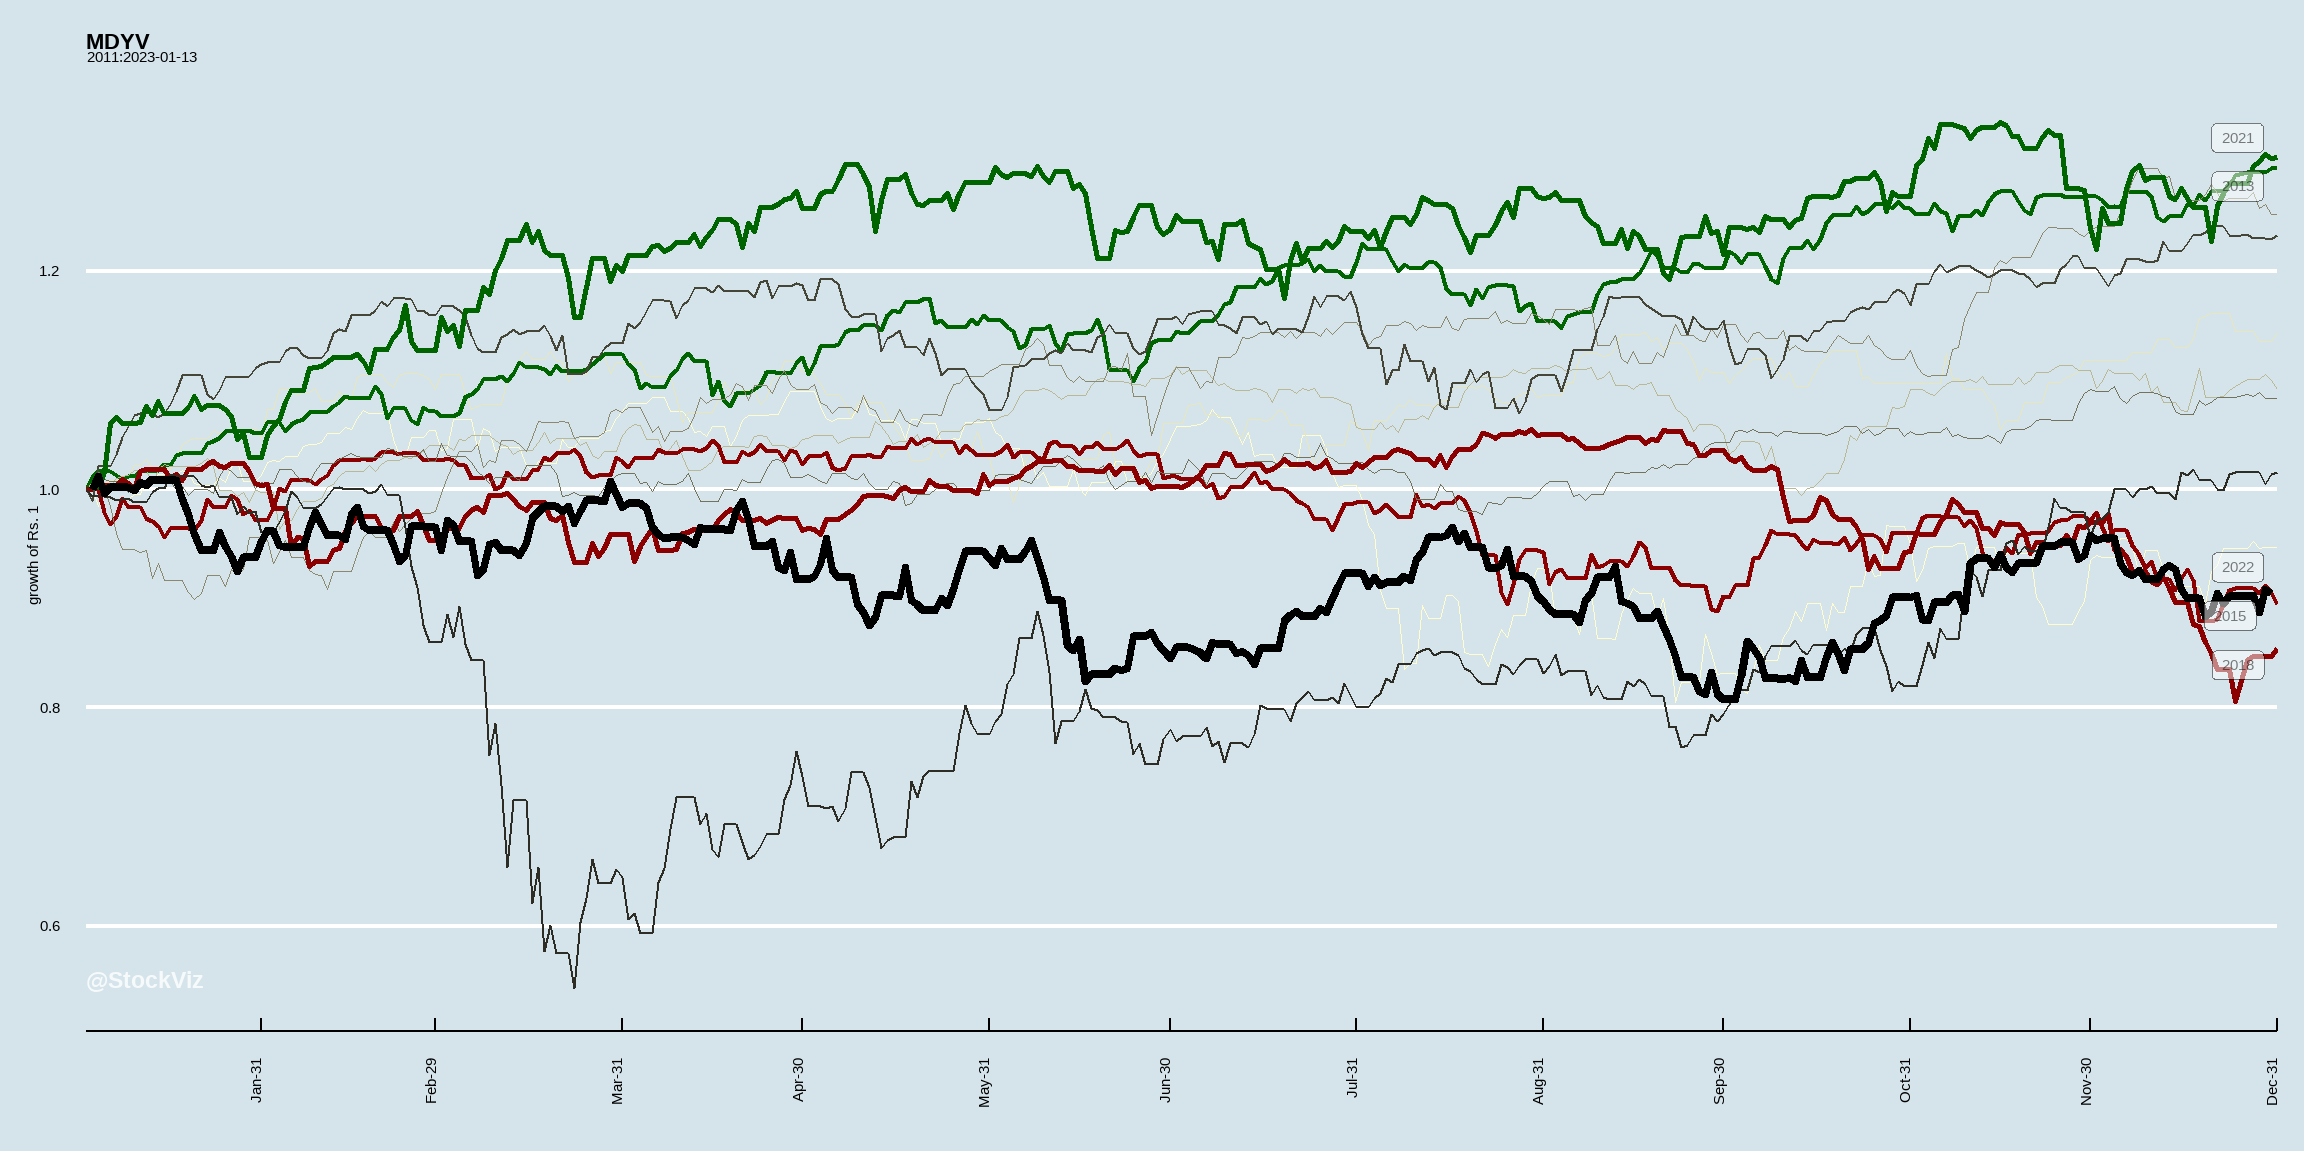 MDYV
2011:2023-01-13
2021
2013
1.2
1.0
growth of Rs. 1
2022
2015
2018
0.8
0.6
@StockViz
Jan-31
Feb-29
Mar-31
Apr-30
May-31
Jun-30
Jul-31
Aug-31
Sep-30
Oct-31
Nov-30
Dec-31